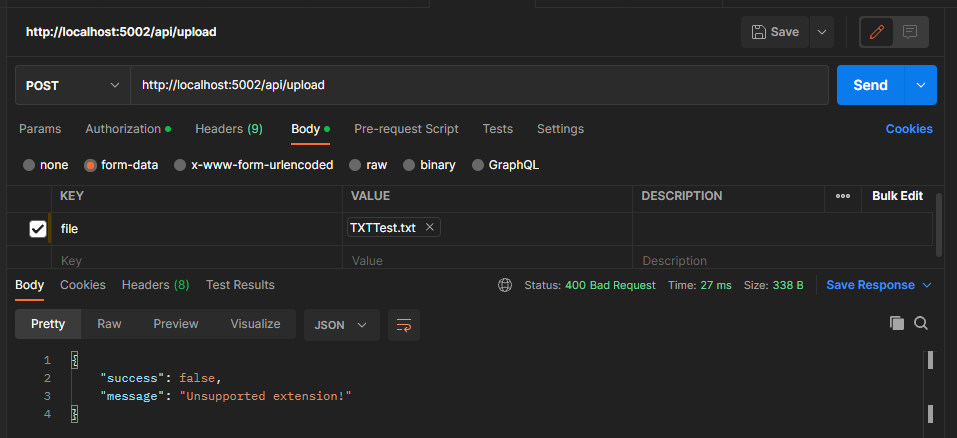 http://localhost:5002/api/upload Save
POST http://localhost:5002/api/upload Send
Params Authorization Headers (9) Body Pre-request Script Tests Settings Cookies
none form-data x-www-form-urlencoded raw binary GraphQL
KEY VALUE DESCRIPTION ••• Bulk Edit
file TXTTest.txt
Key Value Description
Body Cookies Headers (8) Test Results Status: 400 Bad Request Time: 27 ms Size: 338 B Save Response
Pretty Raw Preview Visualize JSON
1 {
2 "success": false,
3 "message": "Unsupported extension!"
4 }